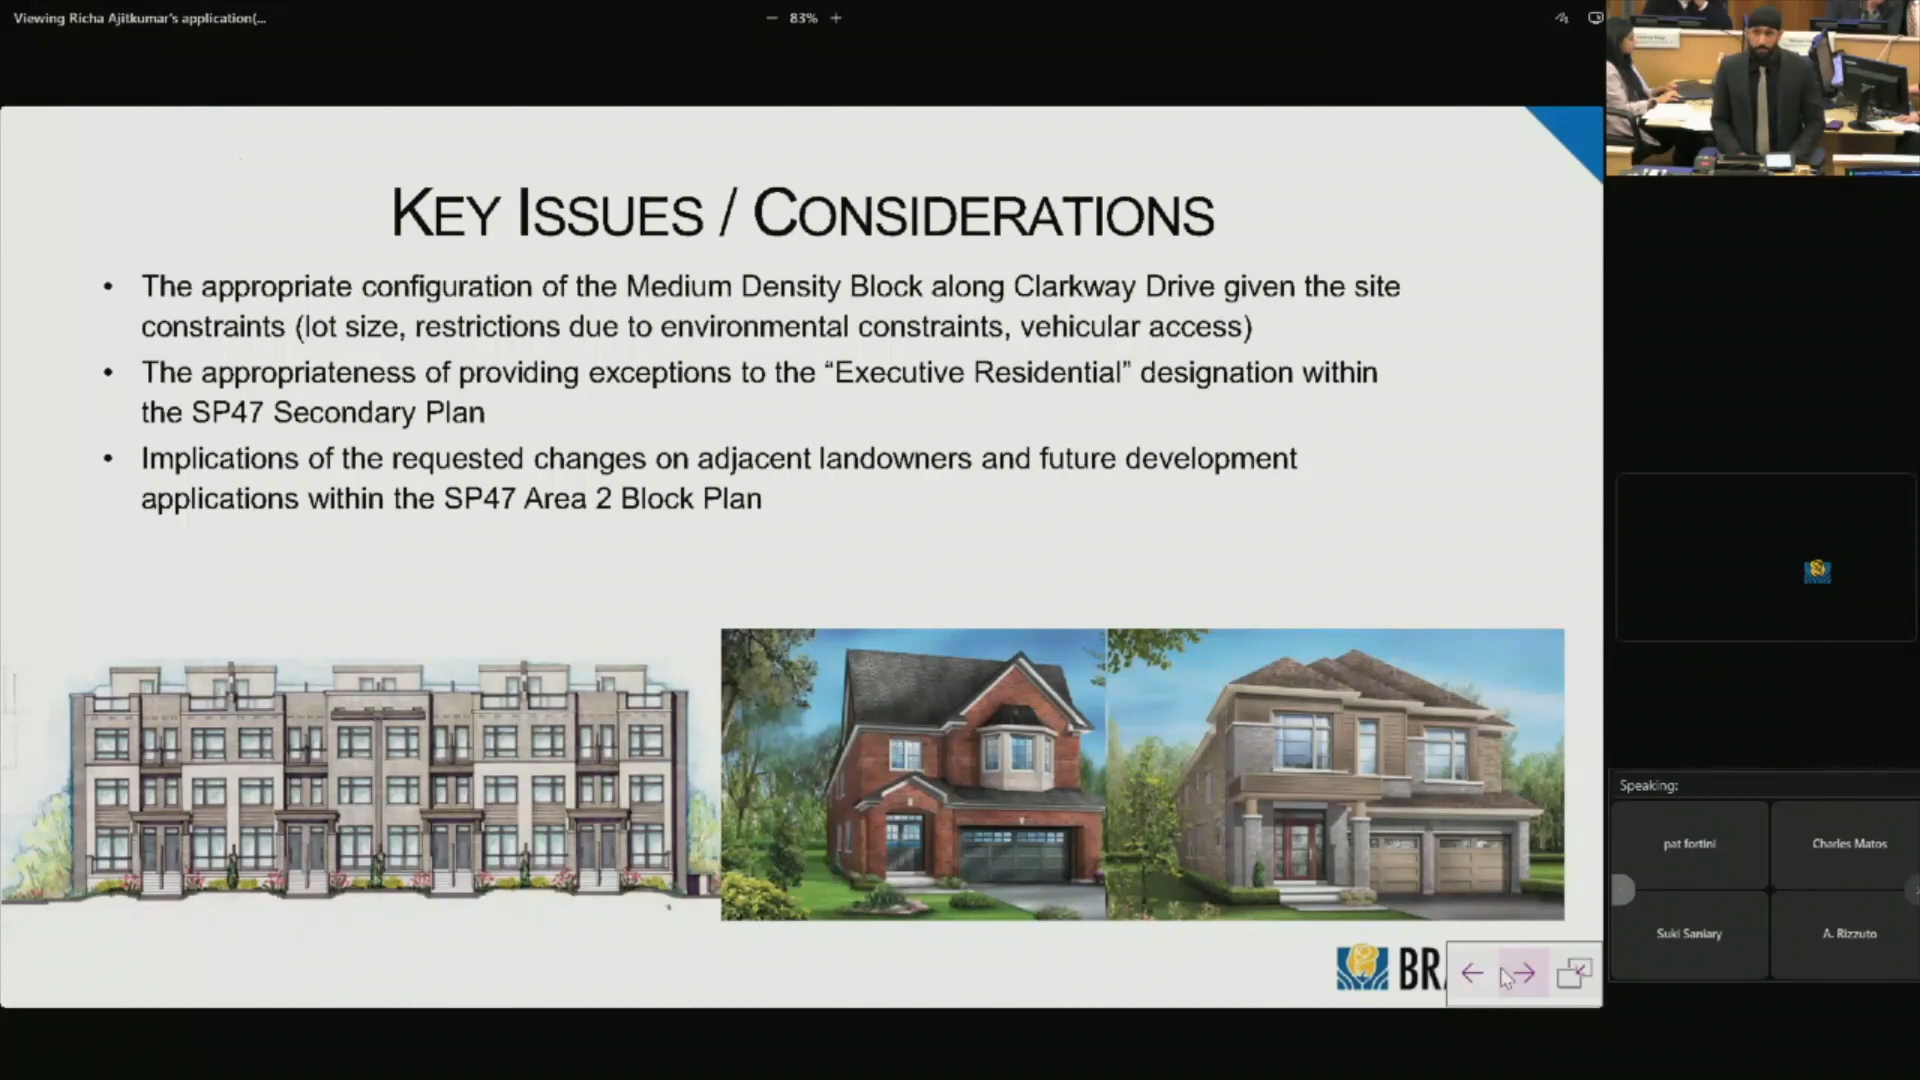 Viewing Richa Ajitkumar's application(...
83%
KEY ISSUES / CONSIDERATIONS
• The appropriate configuration of the Medium Density Block along Clarkway Drive given the site
constraints (lot size, restrictions due to environmental constraints, vehicular access)
• The appropriateness of providing exceptions to the “Executive Residential” designation within
the SP47 Secondary Plan
• Implications of the requested changes on adjacent landowners and future development
applications within the SP47 Area 2 Block Plan
BRA
Speaking:
pat fortini
Charles Matos
Suki Saniary
A. Rizzuto